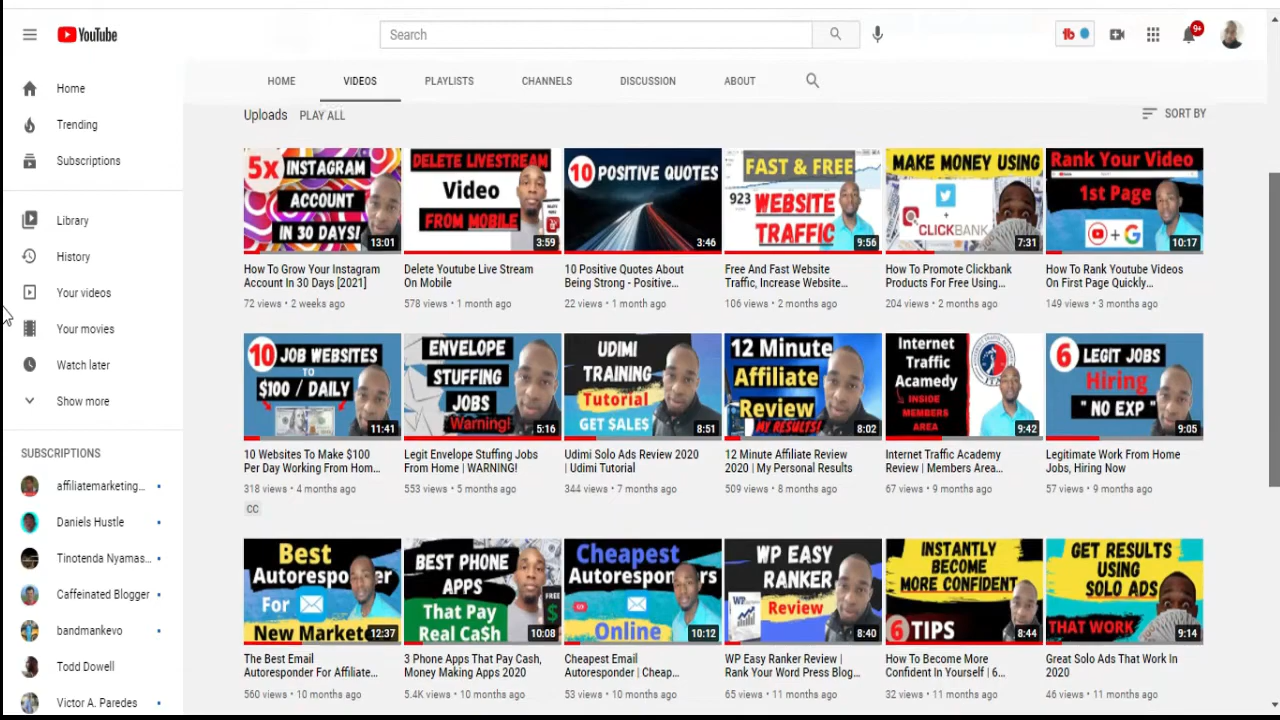 YouTube
Search
9+
HOME
VIDEOS
PLAYLISTS
CHANNELS
DISCUSSION
ABOUT
Home
Trending
Subscriptions
Library
History
Your videos
Your movies
Watch later
Show more
SUBSCRIPTIONS
affiliatemarketing...
Daniels Hustle
Tinotenda Nyamas...
Caffeinated Blogger
bandmankevo
Todd Dowell
Victor A. Paredes
Uploads PLAY ALL
SORT BY
5x INSTAGRAM
ACCOUNT
IN 30 DAYS!
13:01
How To Grow Your Instagram
Account In 30 Days [2021]
72 views • 2 weeks ago
DELETE LIVESTREAM
Video
FROM MOBILE
3:59
Delete Youtube Live Stream
On Mobile
578 views • 1 month ago
10 POSITIVE QUOTES
3:46
10 Positive Quotes About
Being Strong - Positive...
22 views • 1 month ago
FAST & FREE
923
WEBSITE
TRAFFIC
9:56
Free And Fast Website
Traffic, Increase Website...
106 views • 2 months ago
MAKE MONEY USING
+
CLICKBANK
7:31
How To Promote Clickbank
Products For Free Using...
204 views • 2 months ago
Rank Your Video
1st Page
+ G
10:17
How To Rank Youtube Videos
On First Page Quickly...
149 views • 3 months ago
10 JOB WEBSITES
TO
$100 / DAILY
11:41
10 Websites To Make $100
Per Day Working From Hom...
318 views • 4 months ago
CC
ENVELOPE
STUFFING
JOBS
Warning!
5:16
Legit Envelope Stuffing Jobs
From Home | WARNING!
553 views • 5 months ago
UDIMI
TRAINING
Tutorial
GET $ALE$
8:51
Udimi Solo Ads Review 2020
| Udimi Tutorial
344 views • 7 months ago
12 Minute
Affiliate
Review
MY RESULTS!
8:02
12 Minute Affiliate Review
2020 | My Personal Results
509 views • 8 months ago
Internet
Traffic
Acamedy
INSIDE
MEMBERS
AREA
9:42
Internet Traffic Academy
Review | Members Area...
67 views • 9 months ago
6 LEGIT JOBS
Hiring
" NO EXP "
9:05
Legitimate Work From Home
Jobs, Hiring Now
57 views • 9 months ago
Best
Autoresponder
For
New Markete
12:37
The Best Email
Autoresponder For Affiliate...
560 views • 10 months ago
BEST PHONE
APPS
That Pay
Real Ca$h
FREE
$
10:08
3 Phone Apps That Pay Cash,
Money Making Apps 2020
5.4K views • 10 months ago
Cheapest
Autoresponders
Online
10:12
Cheapest Email
Autoresponder | Cheap...
53 views • 10 months ago
WP EASY
RANKER
WP
Review
8:40
WP Easy Ranker Review |
Rank Your Word Press Blog...
65 views • 11 months ago
INSTANTLY
BECOME
MORE CONFIDENT
6 TIPS
8:44
How To Become More
Confident In Yourself | 6...
32 views • 11 months ago
GET RESULTS
USING
SOLO ADS
THAT WORK
9:14
Great Solo Ads That Work In
2020
46 views • 11 months ago